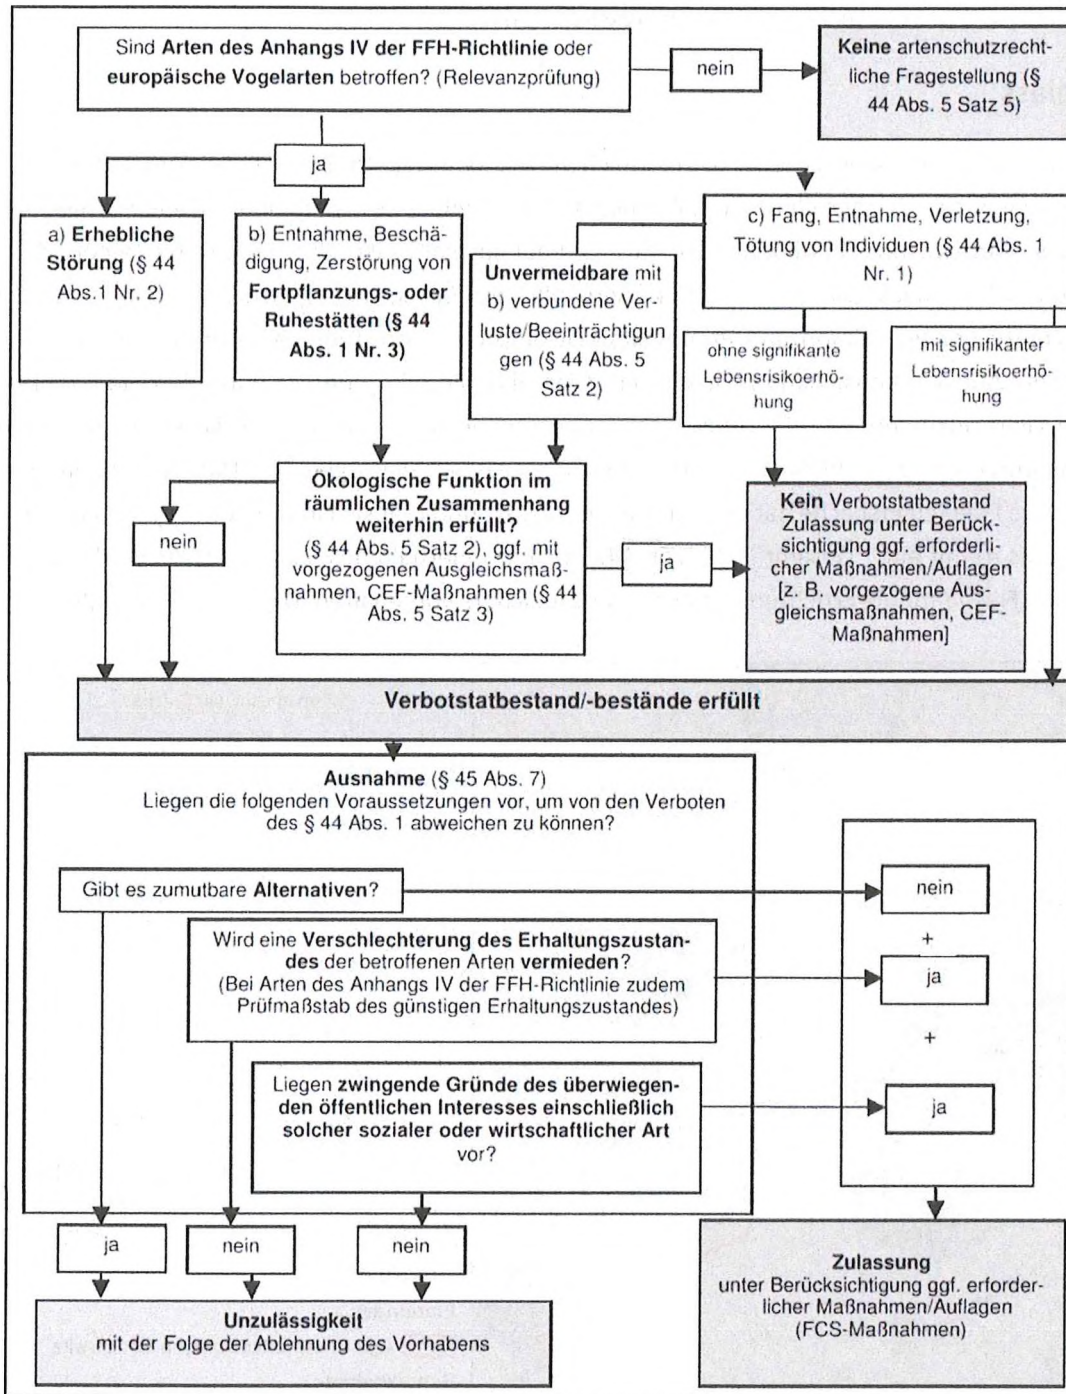 Sind Arten des Anhangs IV der FFH-Richtlinie oder
europäische Vogelarten betroffen? (Relevanzprüfung)
nein
Keine artenschutzrecht-
liche Fragestellung (§
44 Abs. 5 Satz 5)
ja
a) Erhebliche
Störung (§ 44
Abs.1 Nr. 2)
b) Entnahme, Beschä-
digung, Zerstörung von
Fortpflanzungs- oder
Ruhestätten (§ 44
Abs. 1 Nr. 3)
Unvermeidbare mit
b) verbundene Ver-
luste/Beeinträchtigun
gen (§ 44 Abs. 5
Satz 2)
c) Fang, Entnahme, Verletzung,
Tötung von Individuen (§ 44 Abs. 1
Nr. 1)
ohne signifikante
Lebensrisikoerhö-
hung
mit signifikanter
Lebensrisikoerhö-
hung
Ökologische Funktion im
räumlichen Zusammenhang
weiterhin erfüllt?
(§ 44 Abs. 5 Satz 2), ggf. mit
vorgezogenen Ausgleichsmaß-
nahmen, CEF-Maßnahmen (§ 44
Abs. 5 Satz 3)
nein
ja
Kein Verbotstatbestand
Zulassung unter Berück-
sichtigung ggf. erforderli-
cher Maßnahmen/Auflagen
[z. B. vorgezogene Aus-
gleichsmaßnahmen, CEF-
Maßnahmen]
Verbotstatbestand/-bestände erfüllt
Ausnahme (§ 45 Abs. 7)
Liegen die folgenden Voraussetzungen vor, um von den Verboten
des § 44 Abs. 1 abweichen zu können?
Gibt es zumutbare Alternativen?
nein
+
Wird eine Verschlechterung des Erhaltungszustan-
des der betroffenen Arten vermieden?
(Bei Arten des Anhangs IV der FFH-Richtlinie zudem
Prüfmaßstab des günstigen Erhaltungszustandes)
ja
+
Liegen zwingende Gründe des überwiegen-
den öffentlichen Interesses einschließlich
solcher sozialer oder wirtschaftlicher Art
vor?
ja
ja
nein
nein
Unzulässigkeit
mit der Folge der Ablehnung des Vorhabens
Zulassung
unter Berücksichtigung ggf. erforder-
licher Maßnahmen/Auflagen
(FCS-Maßnahmen)